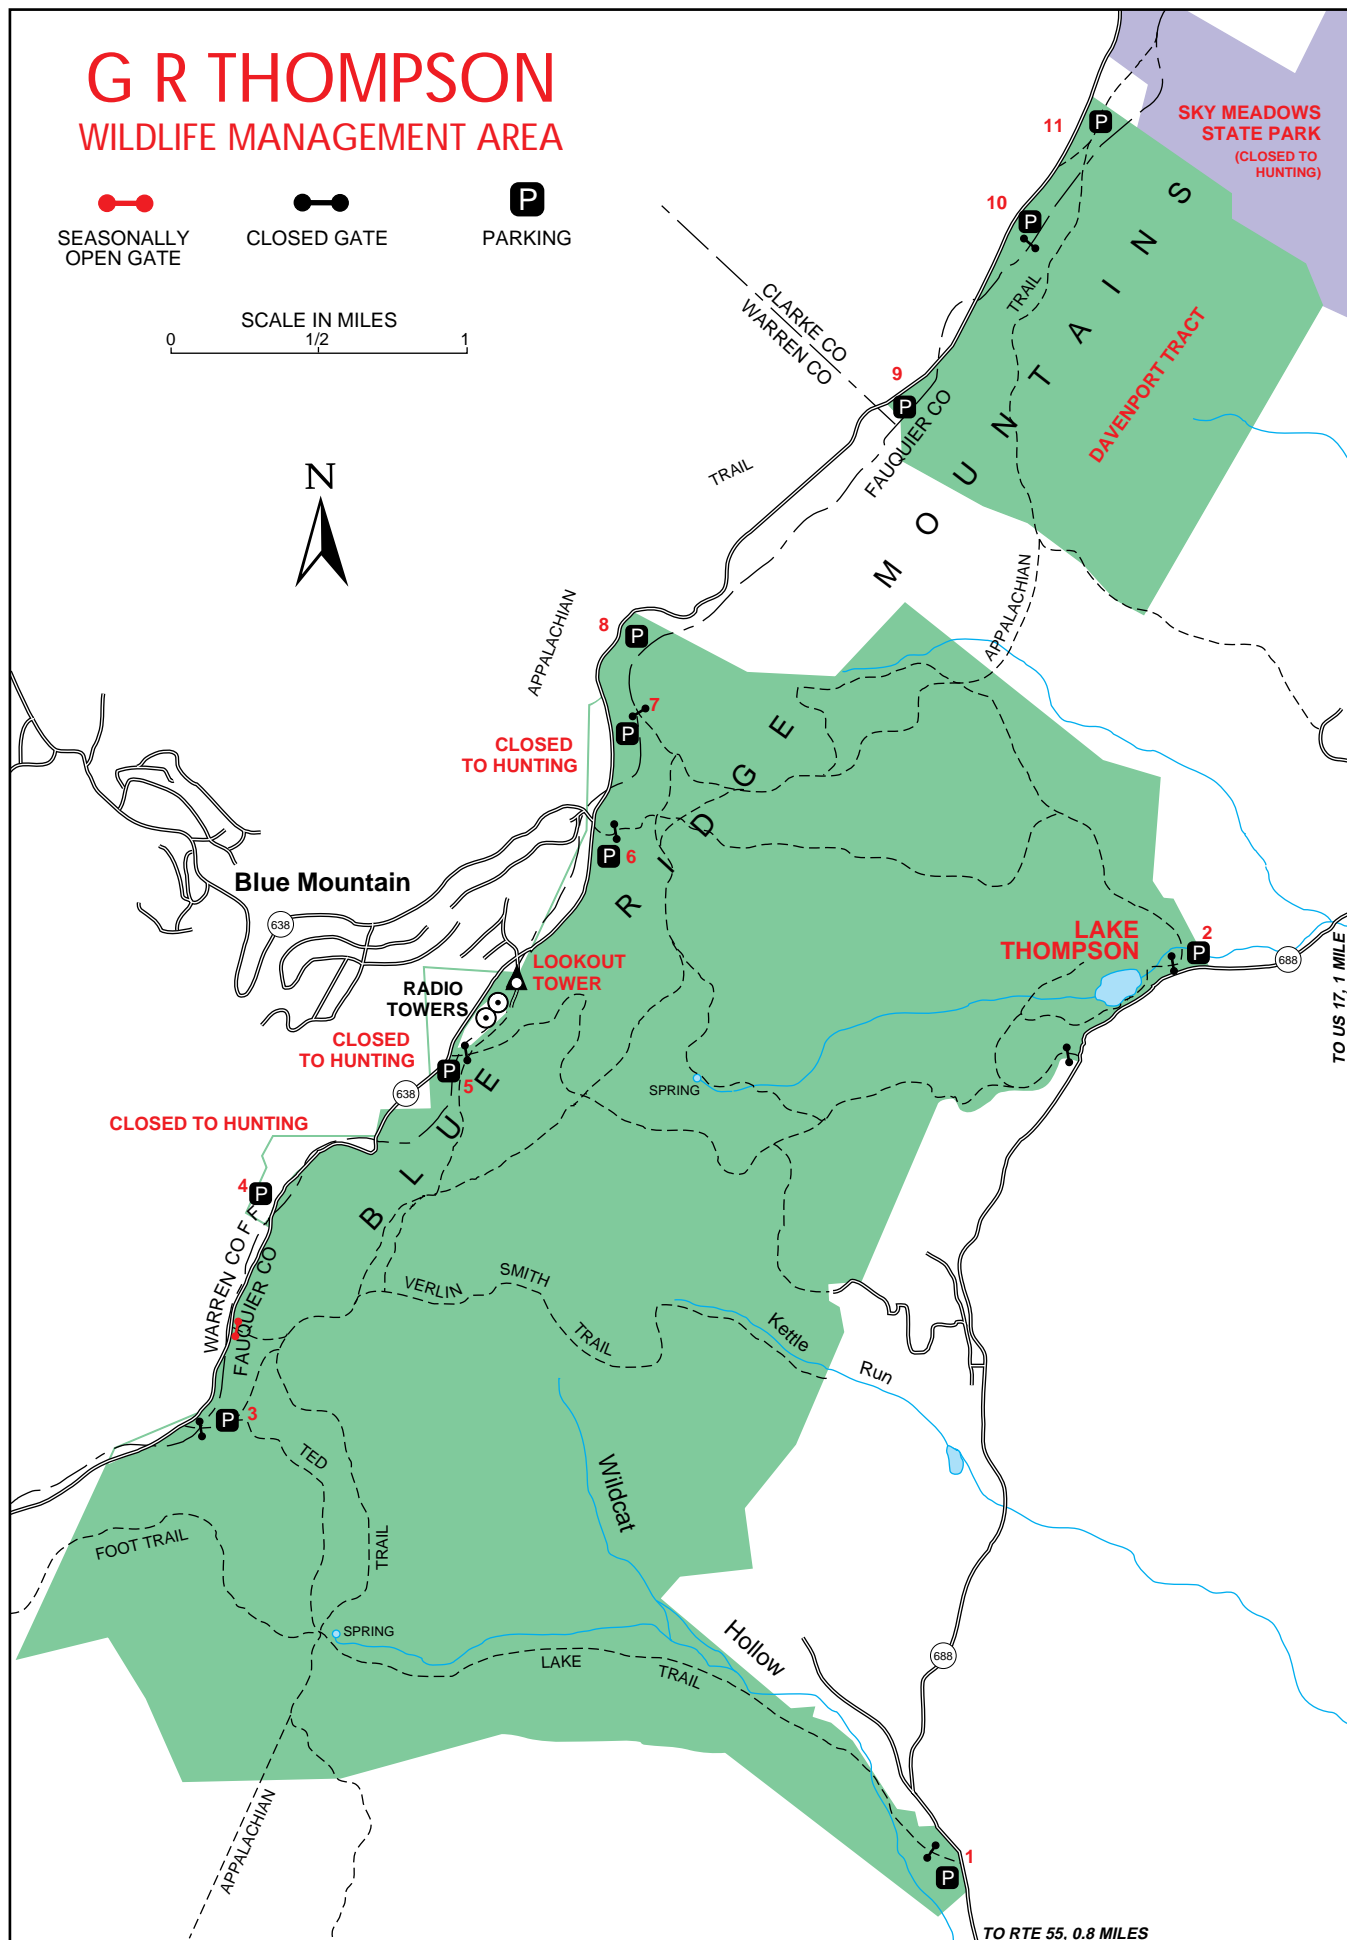 G R THOMPSON
WILDLIFE MANAGEMENT AREA
SEASONALLY
OPEN GATE
CLOSED GATE
P
PARKING
SCALE IN MILES
0 1/2 1
N
SKY MEADOWS
STATE PARK
(CLOSED TO
HUNTING)
11
P
10
P
TRAIL
CLARKE CO
WARREN CO
9
P
FAUQUIER CO
DAVENPORT TRACT
BLUE RIDGE MOUNTAINS
TRAIL
APPALACHIAN
APPALACHIAN
8
P
7
P
CLOSED
TO HUNTING
6
P
Blue Mountain
638
LOOKOUT
TOWER
RADIO
TOWERS
CLOSED
TO HUNTING
5
P
638
LAKE
THOMPSON
2
P
688
TO US 17, 1 MILE
SPRING
CLOSED TO HUNTING
4
P
WARREN CO
F F
FAUQUIER CO
VERLIN
SMITH
TRAIL
Kettle
Run
3
P
TED
TRAIL
Wildcat
FOOT TRAIL
SPRING
LAKE
TRAIL
Hollow
688
APPALACHIAN
1
P
TO RTE 55, 0.8 MILES